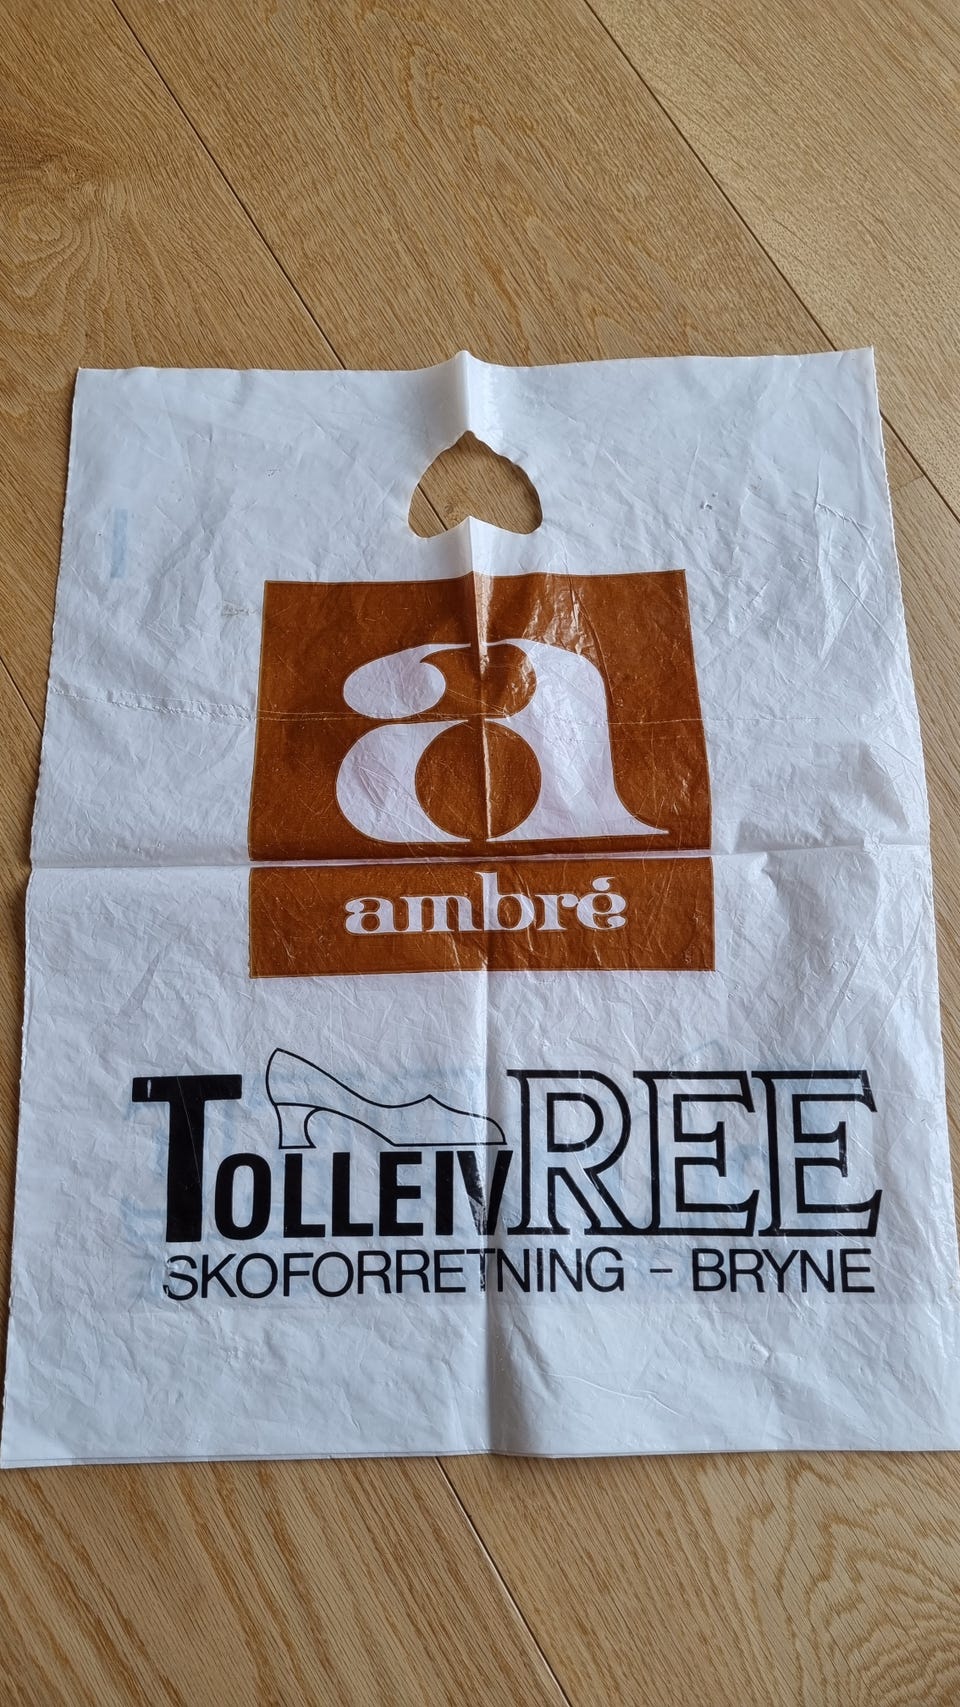 a
ambré
TOLLEIV REE
SKOFORRETNING - BRYNE